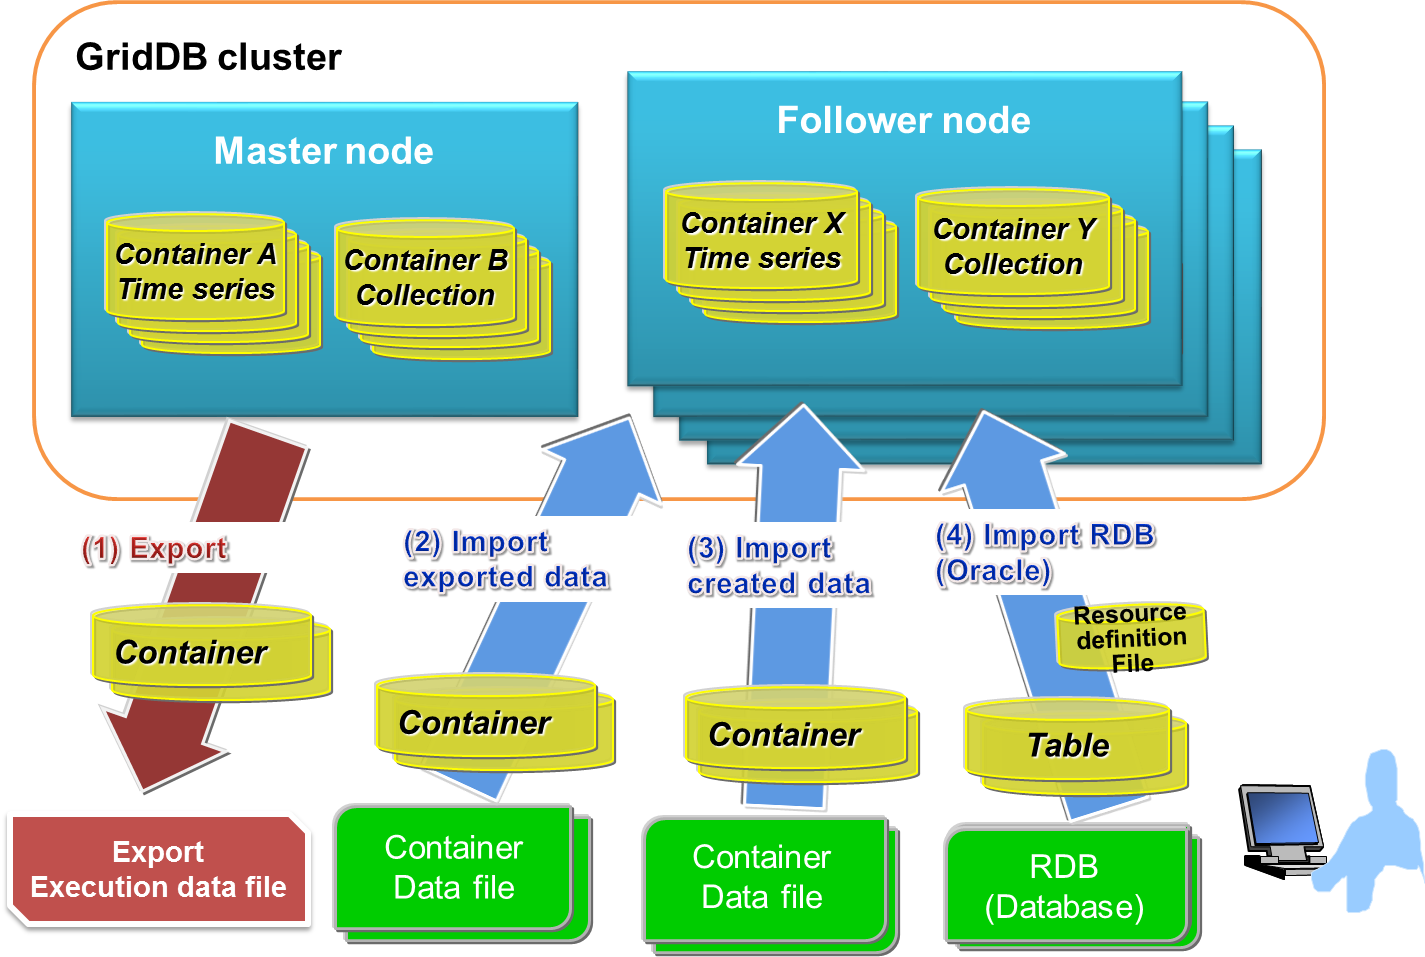 GridDB cluster
Master node
Container A
Time series
Container B
Collection
Follower node
Container X
Time series
Container Y
Collection
(1) Export
(2) Import
exported data
(3) Import
created data
(4) Import RDB
(Oracle)
Resource
definition
File
Container
Container
Container
Table
Export
Execution data file
Container
Data file
Container
Data file
RDB
(Database)